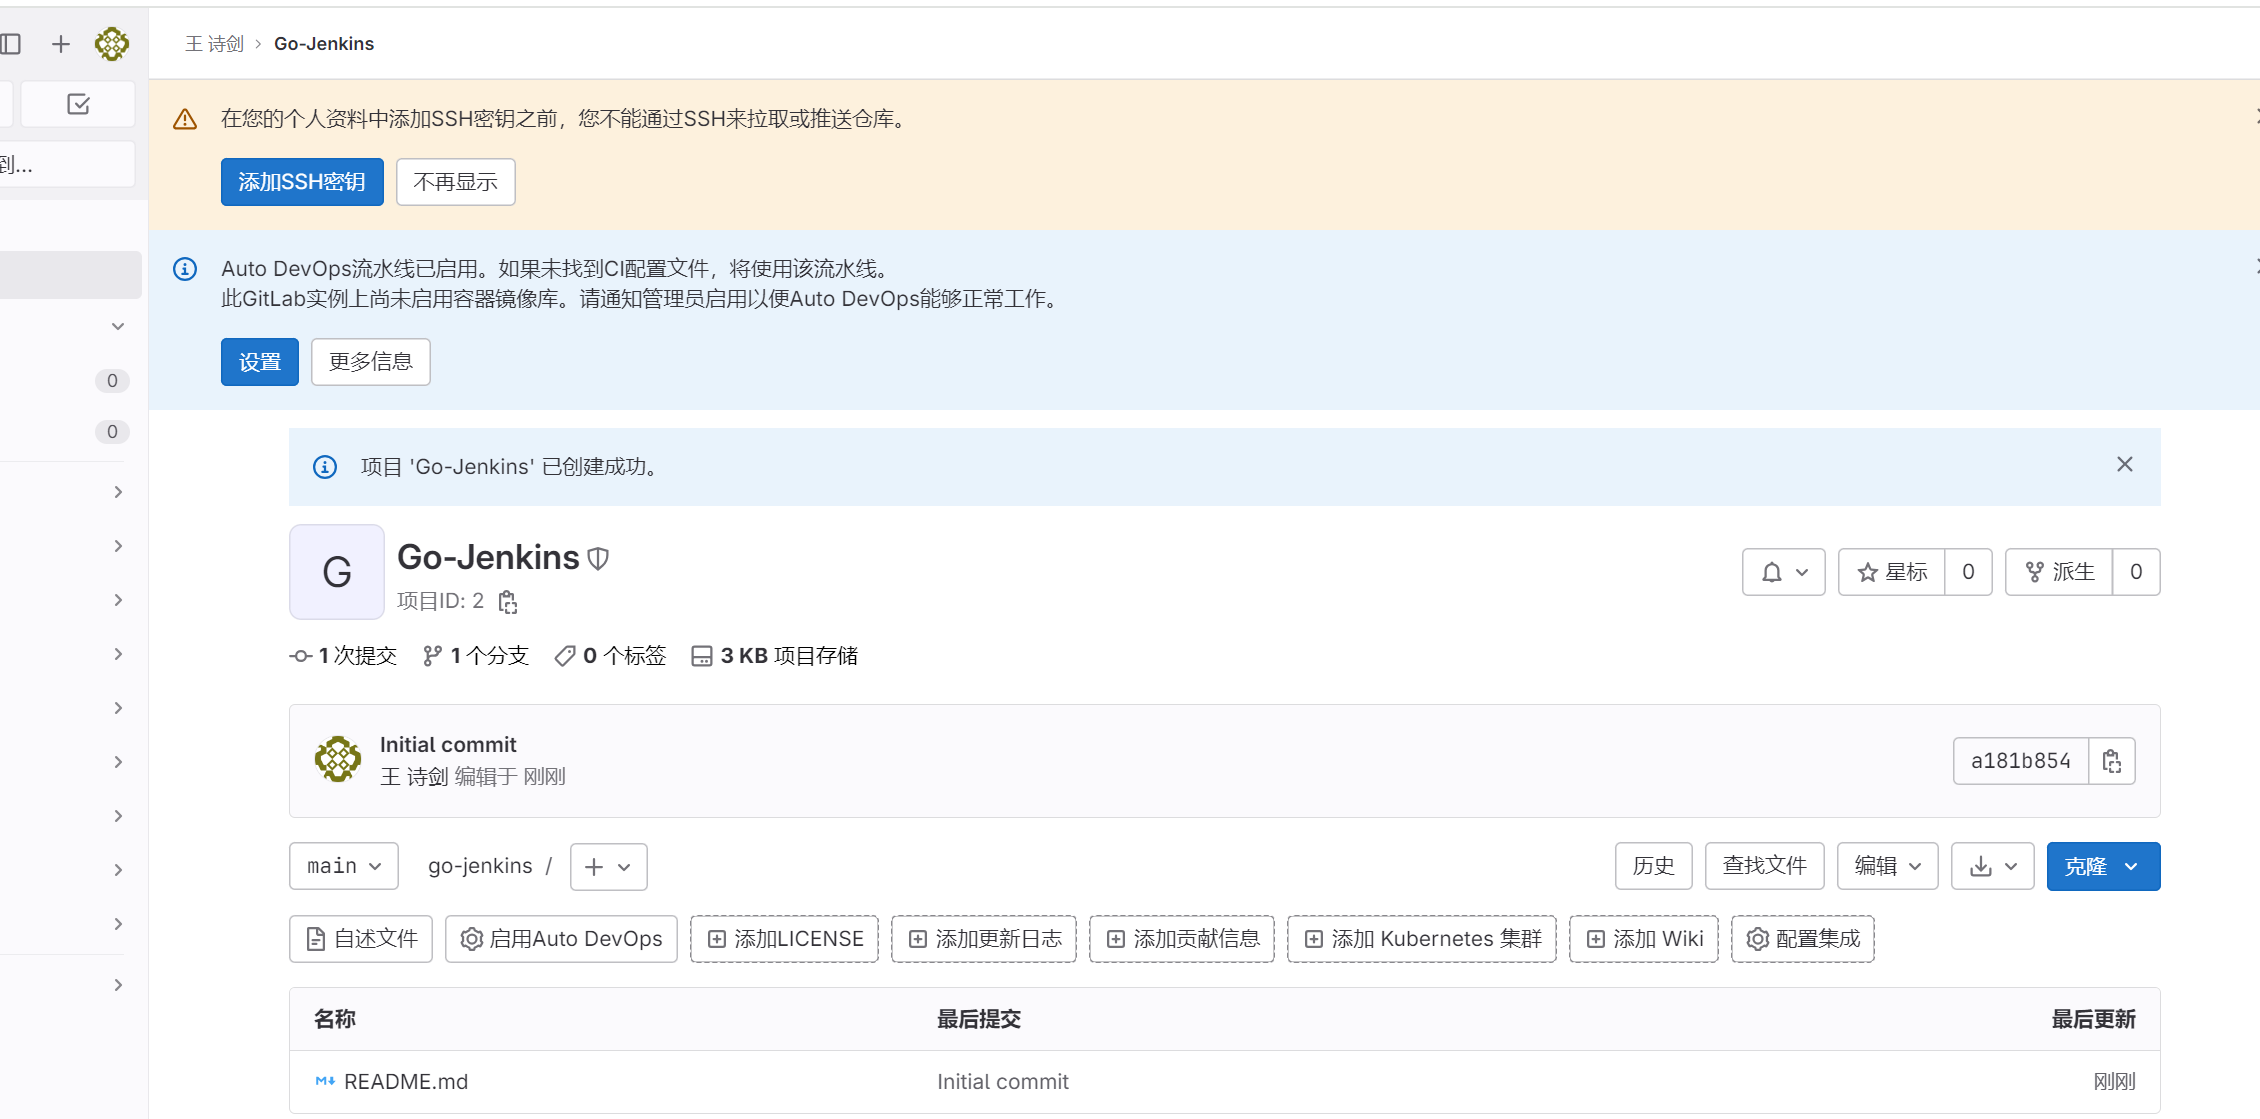 王 诗剑 › Go-Jenkins
到...
在您的个人资料中添加SSH密钥之前，您不能通过SSH来拉取或推送仓库。
添加SSH密钥 不再显示
Auto DevOps流水线已启用。如果未找到CI配置文件，将使用该流水线。
此GitLab实例上尚未启用容器镜像库。请通知管理员启用以便Auto DevOps能够正常工作。
设置 更多信息
0
0
项目 'Go-Jenkins' 已创建成功。
G
Go-Jenkins
项目ID: 2
星标 0 派生 0
1 次提交 1 个分支 0 个标签 3 KB 项目存储
Initial commit
王 诗剑 编辑于 刚刚
a181b854
main go-jenkins / 历史 查找文件 编辑 克隆
自述文件 启用Auto DevOps 添加LICENSE 添加更新日志 添加贡献信息 添加 Kubernetes 集群 添加 Wiki 配置集成
名称 最后提交 最后更新
README.md Initial commit 刚刚